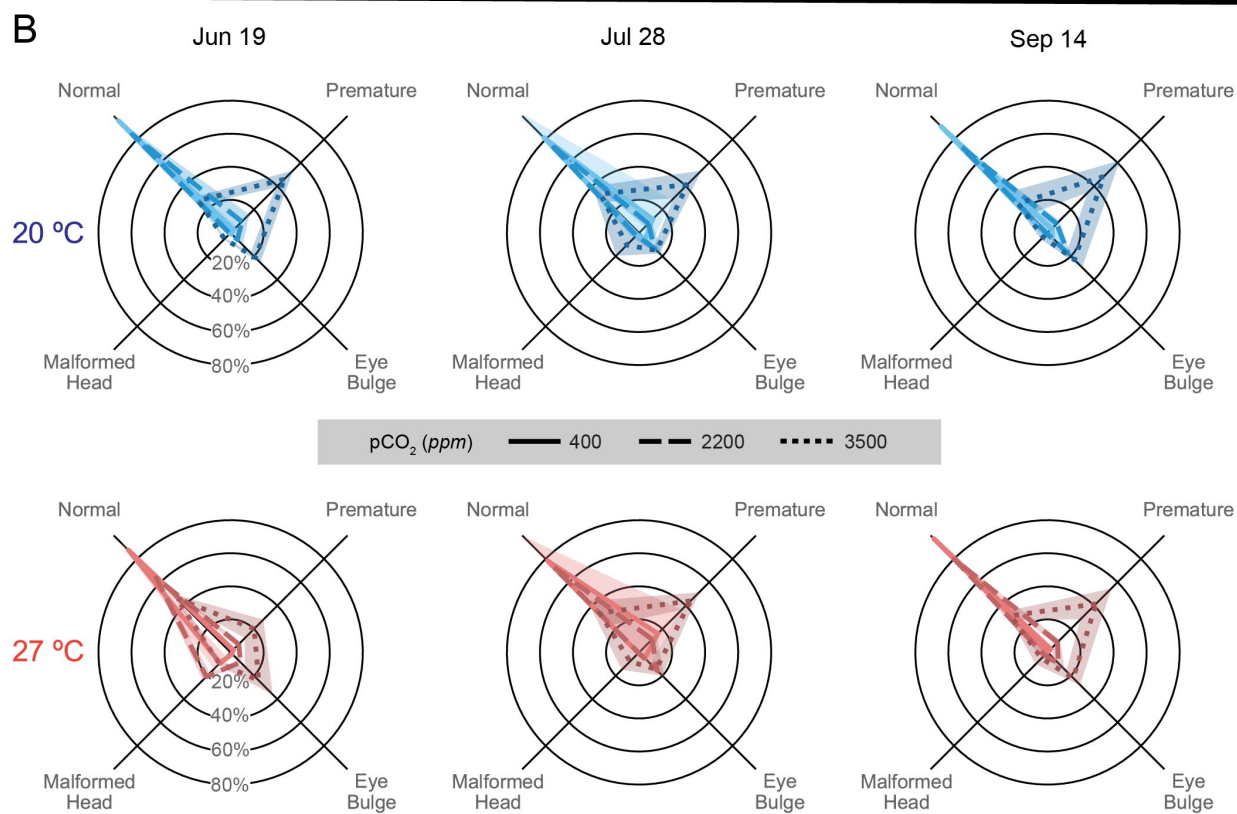 B
Jun 19
Jul 28
Sep 14
20 ºC
Normal
Premature
20%
40%
60%
80%
Malformed
Head
Eye
Bulge
Normal
Premature
Malformed
Head
Eye
Bulge
Normal
Premature
Malformed
Head
Eye
Bulge
pCO2 (ppm) 400 2200 3500
27 ºC
Normal
Premature
20%
40%
60%
80%
Malformed
Head
Eye
Bulge
Normal
Premature
Malformed
Head
Eye
Bulge
Normal
Premature
Malformed
Head
Eye
Bulge